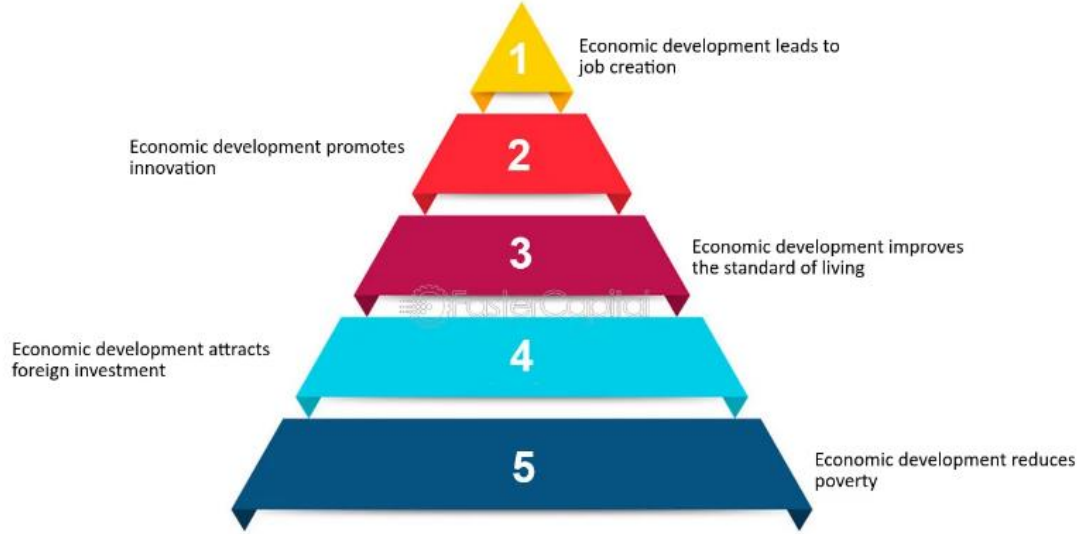 1
Economic development leads to
job creation
Economic development promotes
innovation
2
3
Economic development improves
the standard of living
FasterCapital
Economic development attracts
foreign investment
4
5
Economic development reduces
poverty